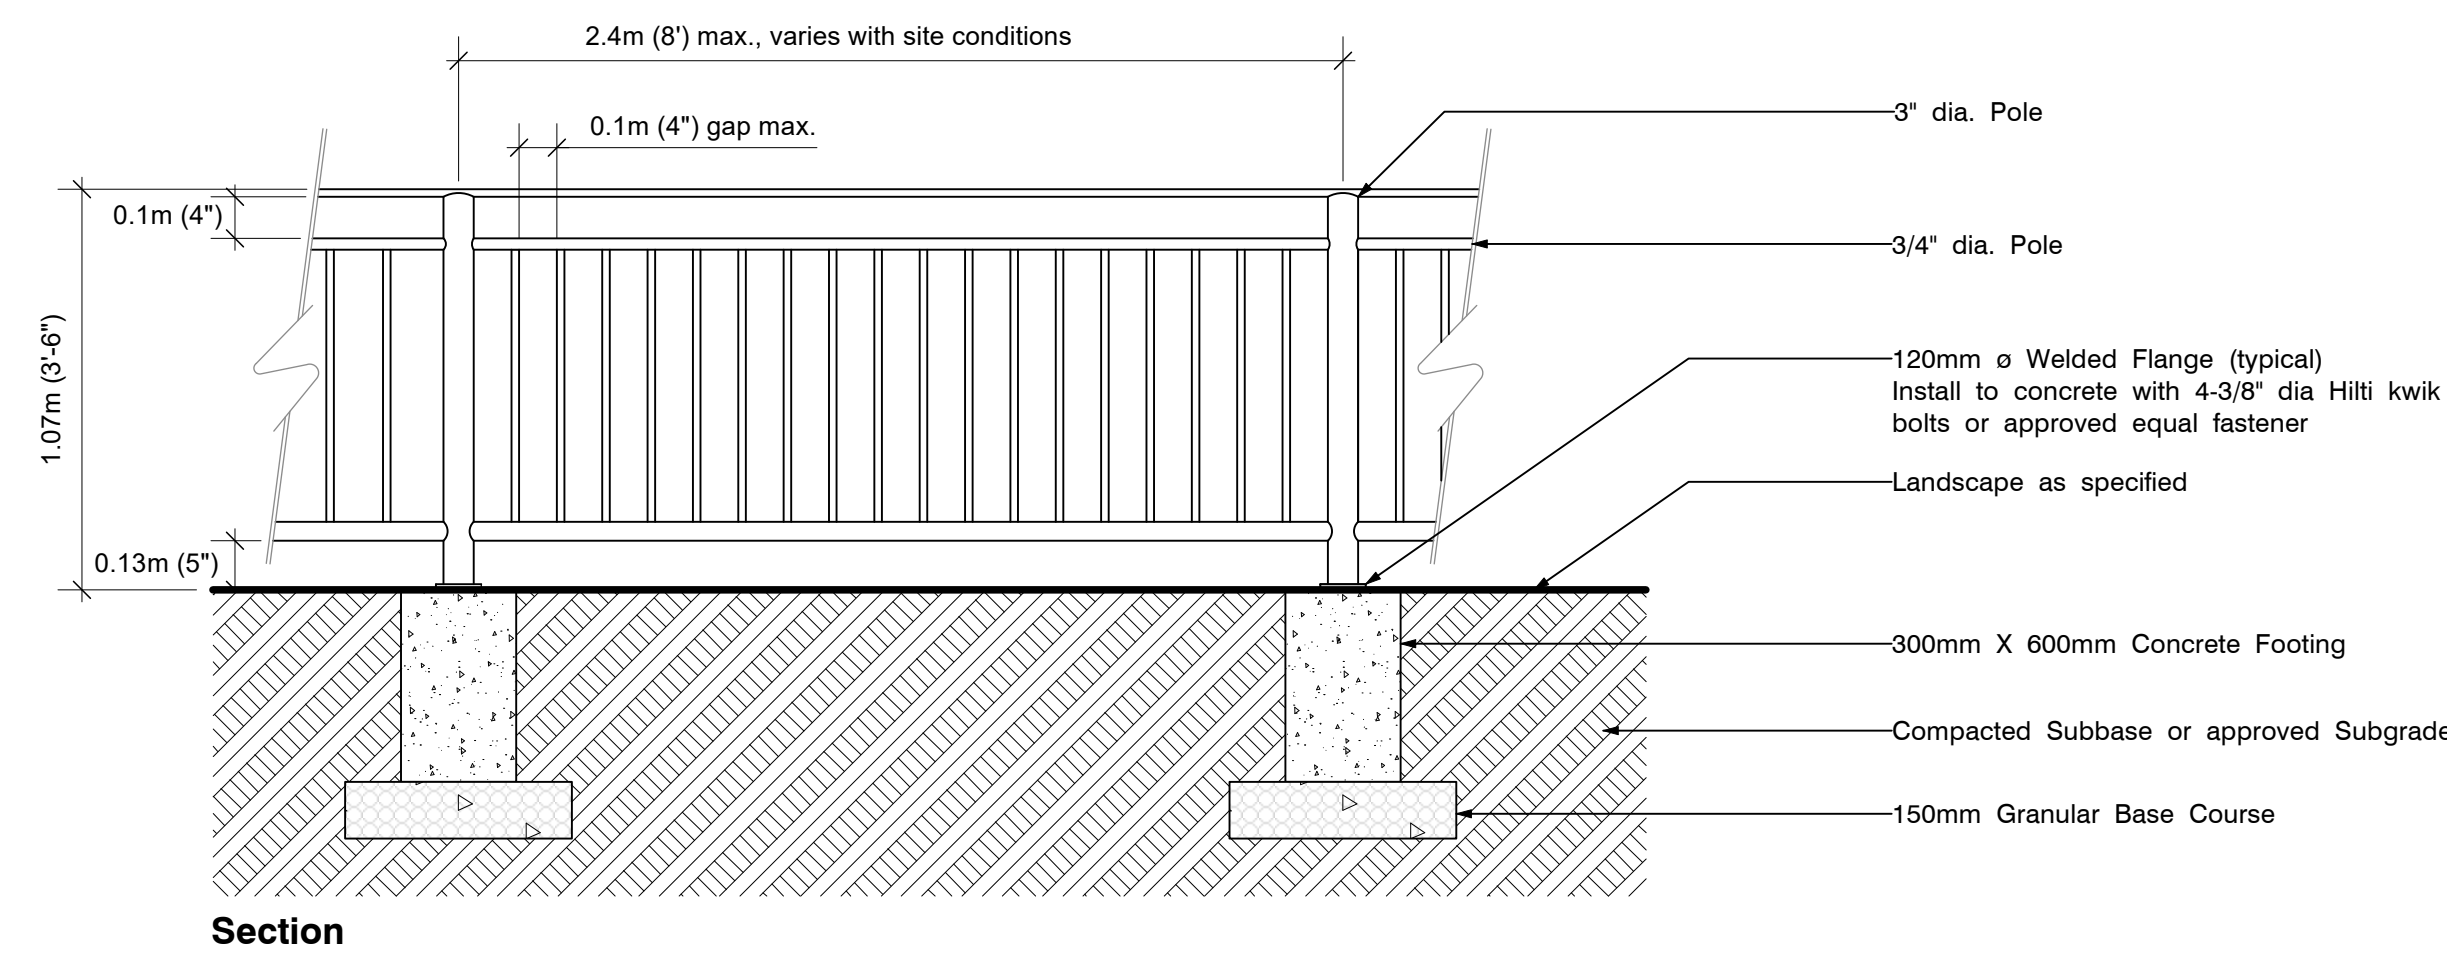 2.4m (8') max., varies with site conditions
0.1m (4") gap max.
3" dia. Pole
0.1m (4")
3/4" dia. Pole
1.07m (3'-6")
120mm ø Welded Flange (typical)
Install to concrete with 4-3/8" dia Hilti kwik
bolts or approved equal fastener
Landscape as specified
0.13m (5")
300mm X 600mm Concrete Footing
Compacted Subbase or approved Subgrade
150mm Granular Base Course
Section